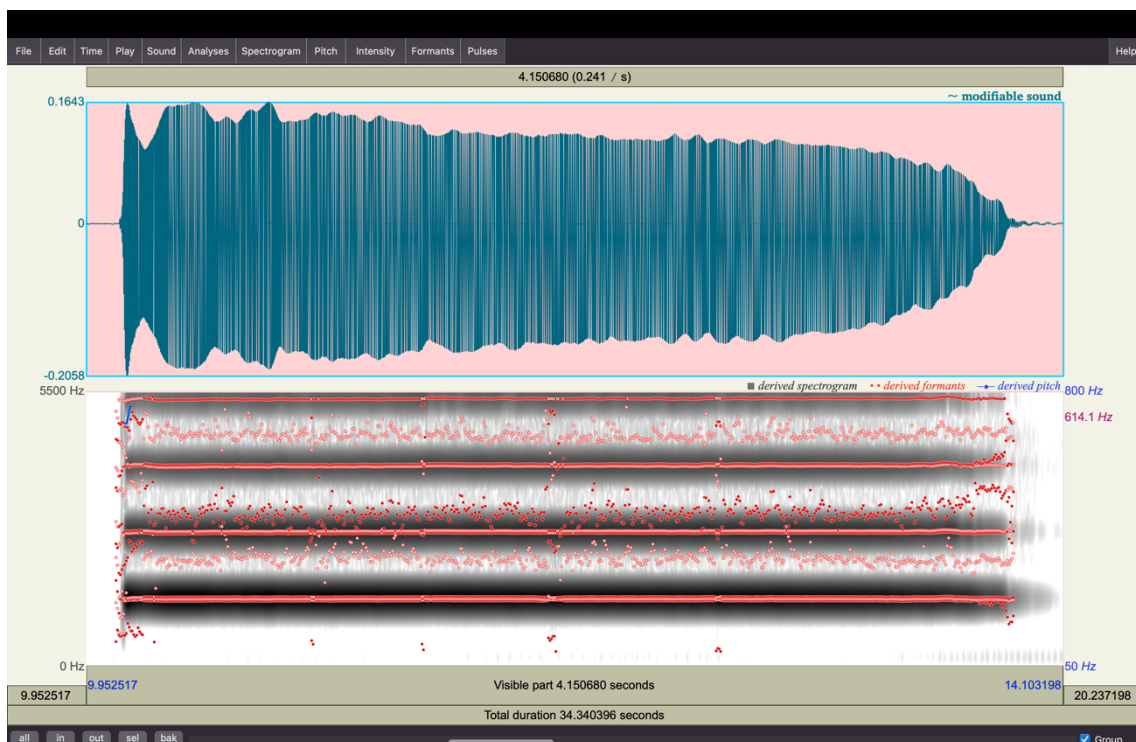 File Edit Time Play Sound Analyses Spectrogram Pitch Intensity Formants Pulses Help
4.150680 (0.241 / s)
~ modifiable sound
0.1643
0
-0.2058
5500 Hz
derived spectrogram derived formants derived pitch
800 Hz
614.1 Hz
0 Hz
50 Hz
9.952517 Visible part 4.150680 seconds 14.103198
9.952517 20.237198
Total duration 34.340396 seconds
all in out sel bak Group